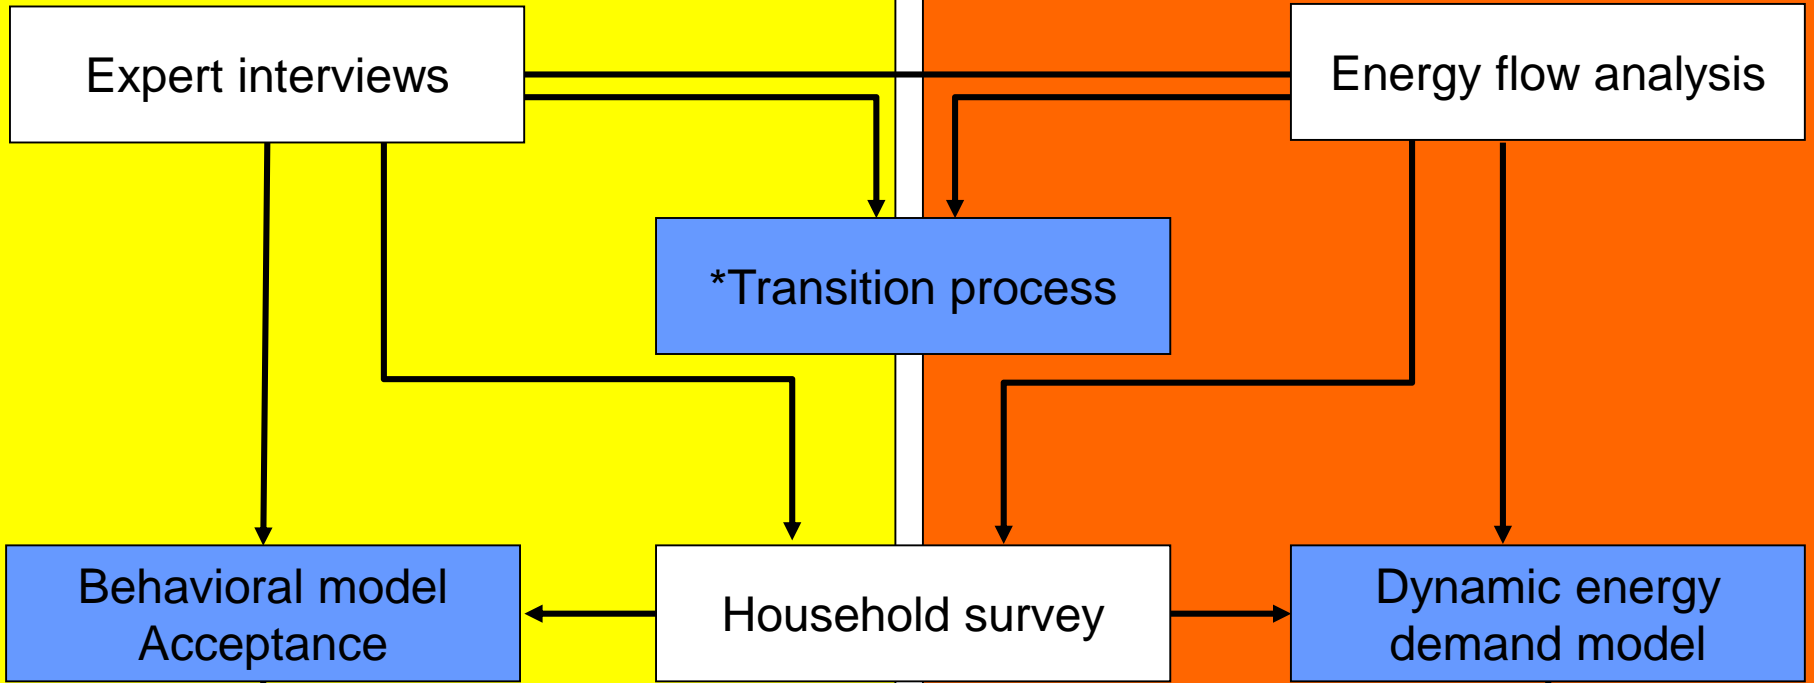 Expert interviews
Energy flow analysis
*Transition process
Behavioral model
Acceptance
Household survey
Dynamic energy
demand model